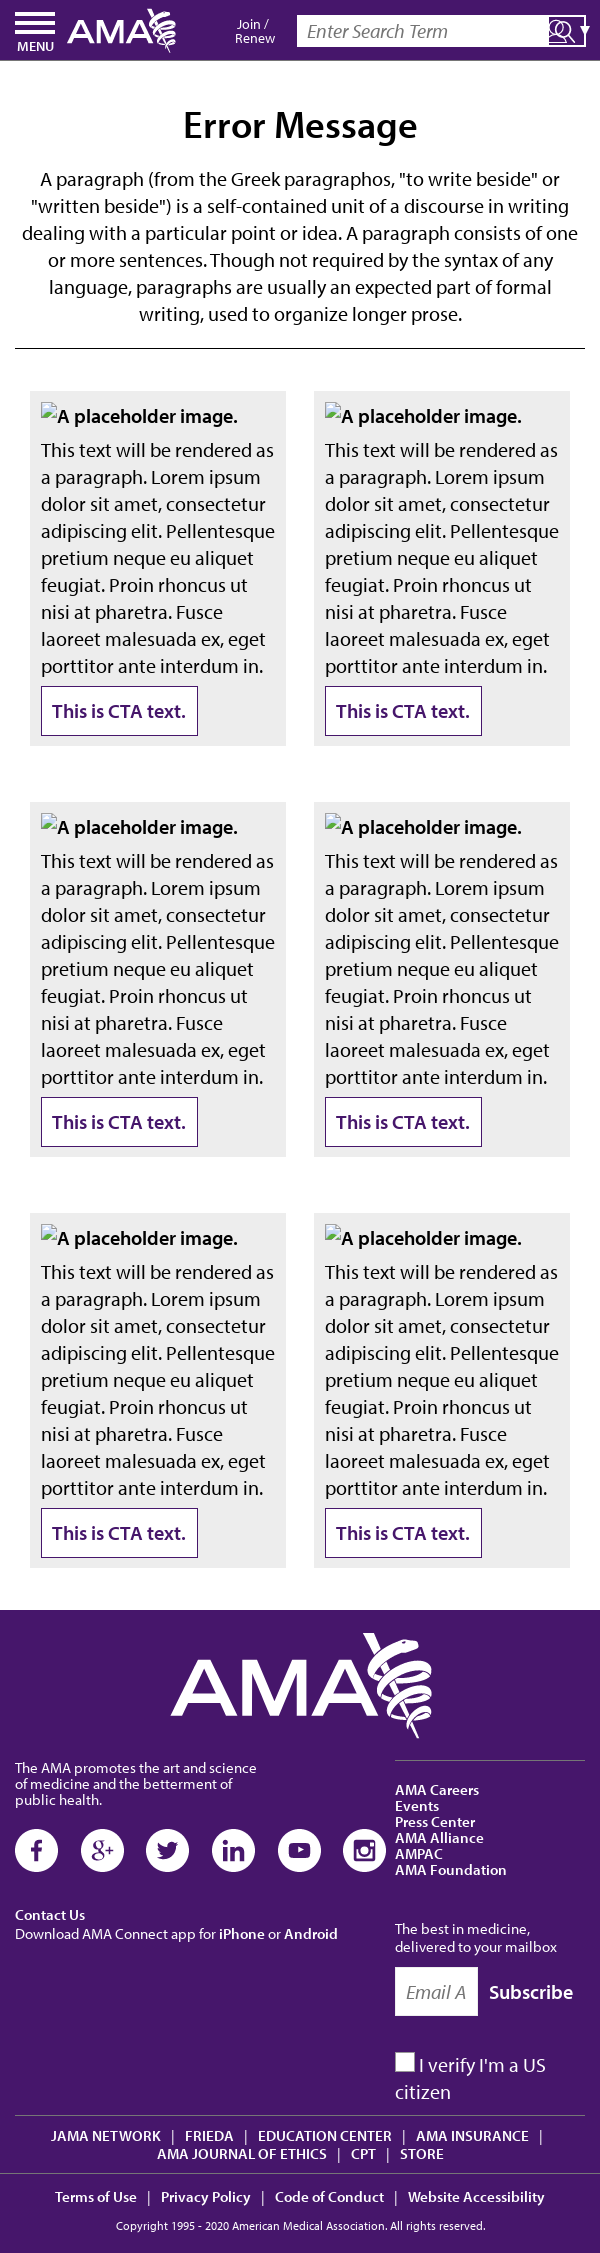 MENU
AMA
Join /
Renew
Enter Search Term
Error Message
A paragraph (from the Greek paragraphos, "to write beside" or
"written beside") is a self-contained unit of a discourse in writing
dealing with a particular point or idea. A paragraph consists of one
or more sentences. Though not required by the syntax of any
language, paragraphs are usually an expected part of formal
writing, used to organize longer prose.
A placeholder image.
This text will be rendered as
a paragraph. Lorem ipsum
dolor sit amet, consectetur
adipiscing elit. Pellentesque
pretium neque eu aliquet
feugiat. Proin rhoncus ut
nisi at pharetra. Fusce
laoreet malesuada ex, eget
porttitor ante interdum in.
This is CTA text.
A placeholder image.
This text will be rendered as
a paragraph. Lorem ipsum
dolor sit amet, consectetur
adipiscing elit. Pellentesque
pretium neque eu aliquet
feugiat. Proin rhoncus ut
nisi at pharetra. Fusce
laoreet malesuada ex, eget
porttitor ante interdum in.
This is CTA text.
A placeholder image.
This text will be rendered as
a paragraph. Lorem ipsum
dolor sit amet, consectetur
adipiscing elit. Pellentesque
pretium neque eu aliquet
feugiat. Proin rhoncus ut
nisi at pharetra. Fusce
laoreet malesuada ex, eget
porttitor ante interdum in.
This is CTA text.
A placeholder image.
This text will be rendered as
a paragraph. Lorem ipsum
dolor sit amet, consectetur
adipiscing elit. Pellentesque
pretium neque eu aliquet
feugiat. Proin rhoncus ut
nisi at pharetra. Fusce
laoreet malesuada ex, eget
porttitor ante interdum in.
This is CTA text.
A placeholder image.
This text will be rendered as
a paragraph. Lorem ipsum
dolor sit amet, consectetur
adipiscing elit. Pellentesque
pretium neque eu aliquet
feugiat. Proin rhoncus ut
nisi at pharetra. Fusce
laoreet malesuada ex, eget
porttitor ante interdum in.
This is CTA text.
A placeholder image.
This text will be rendered as
a paragraph. Lorem ipsum
dolor sit amet, consectetur
adipiscing elit. Pellentesque
pretium neque eu aliquet
feugiat. Proin rhoncus ut
nisi at pharetra. Fusce
laoreet malesuada ex, eget
porttitor ante interdum in.
This is CTA text.
AMA
The AMA promotes the art and science
of medicine and the betterment of
public health.
f g+ in
Contact Us
Download AMA Connect app for iPhone or Android
AMA Careers
Events
Press Center
AMA Alliance
AMPAC
AMA Foundation
The best in medicine,
delivered to your mailbox
Email A
Subscribe
I verify I'm a US
citizen
JAMA NETWORK | FRIEDA | EDUCATION CENTER | AMA INSURANCE |
AMA JOURNAL OF ETHICS | CPT | STORE
Terms of Use | Privacy Policy | Code of Conduct | Website Accessibility
Copyright 1995 - 2020 American Medical Association. All rights reserved.